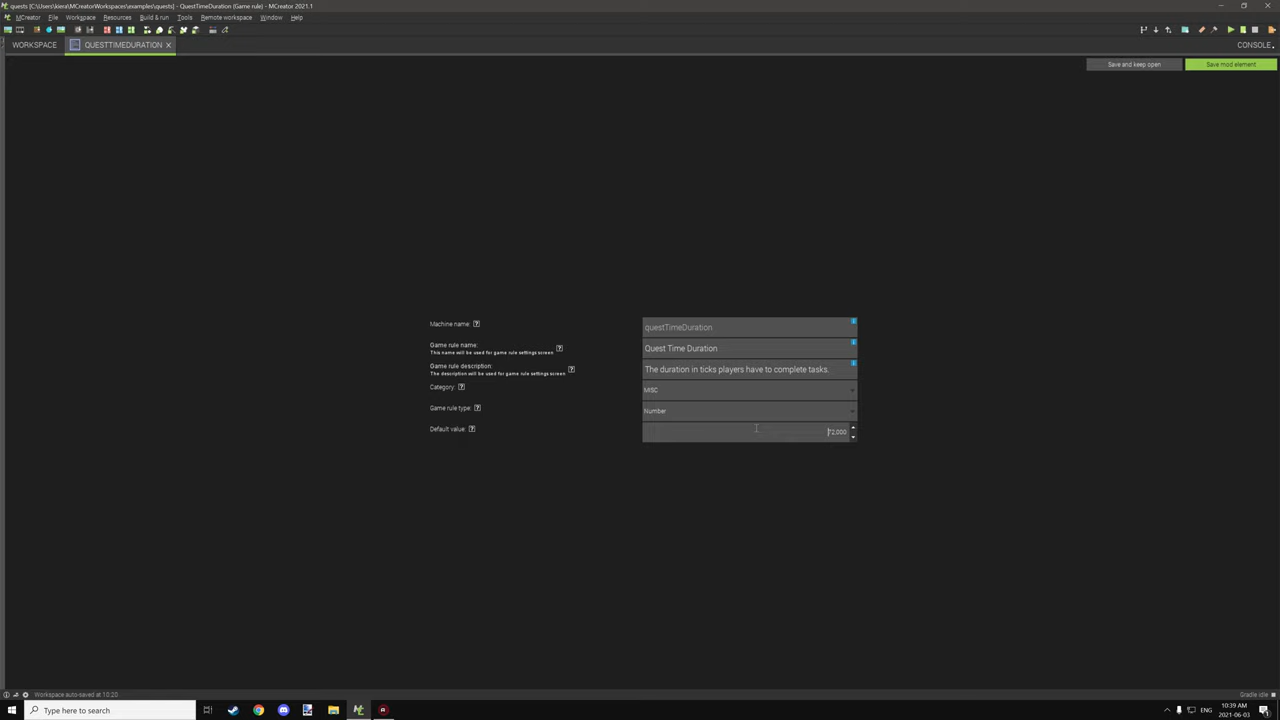 quests [C:\Users\kiera\MCreatorWorkspaces\examples\quests] - QuestTimeDuration (Game rule) - MCreator 2021.1
MCreator File Workspace Resources Build & run Tools Remote workspace Window Help
WORKSPACE QUESTTIMEDURATION CONSOLE
Save and keep open Save mod element
Machine name: questTimeDuration
Game rule name: Quest Time Duration
This name will be used for game rule settings screen
Game rule description: The duration in ticks players have to complete tasks.
The description will be used for game rule settings screen
Category: MISC
Game rule type: Number
Default value: 72,000
Workspace auto-saved at 10:20 Gradle idle
Type here to search ENG 10:39 AM
2021-06-03